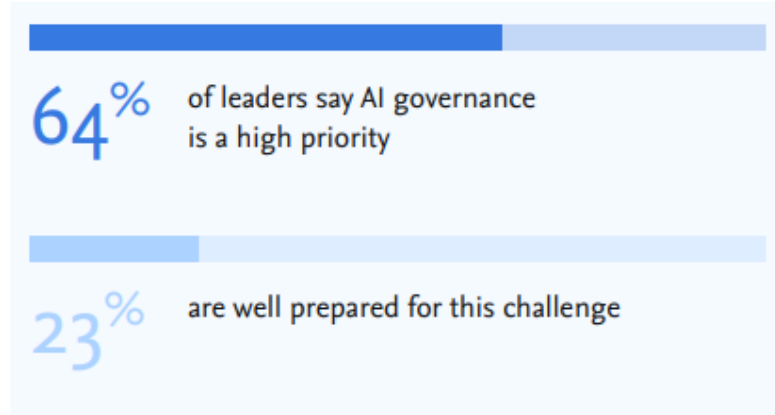 64%
of leaders say AI governance
is a high priority
23%
are well prepared for this challenge